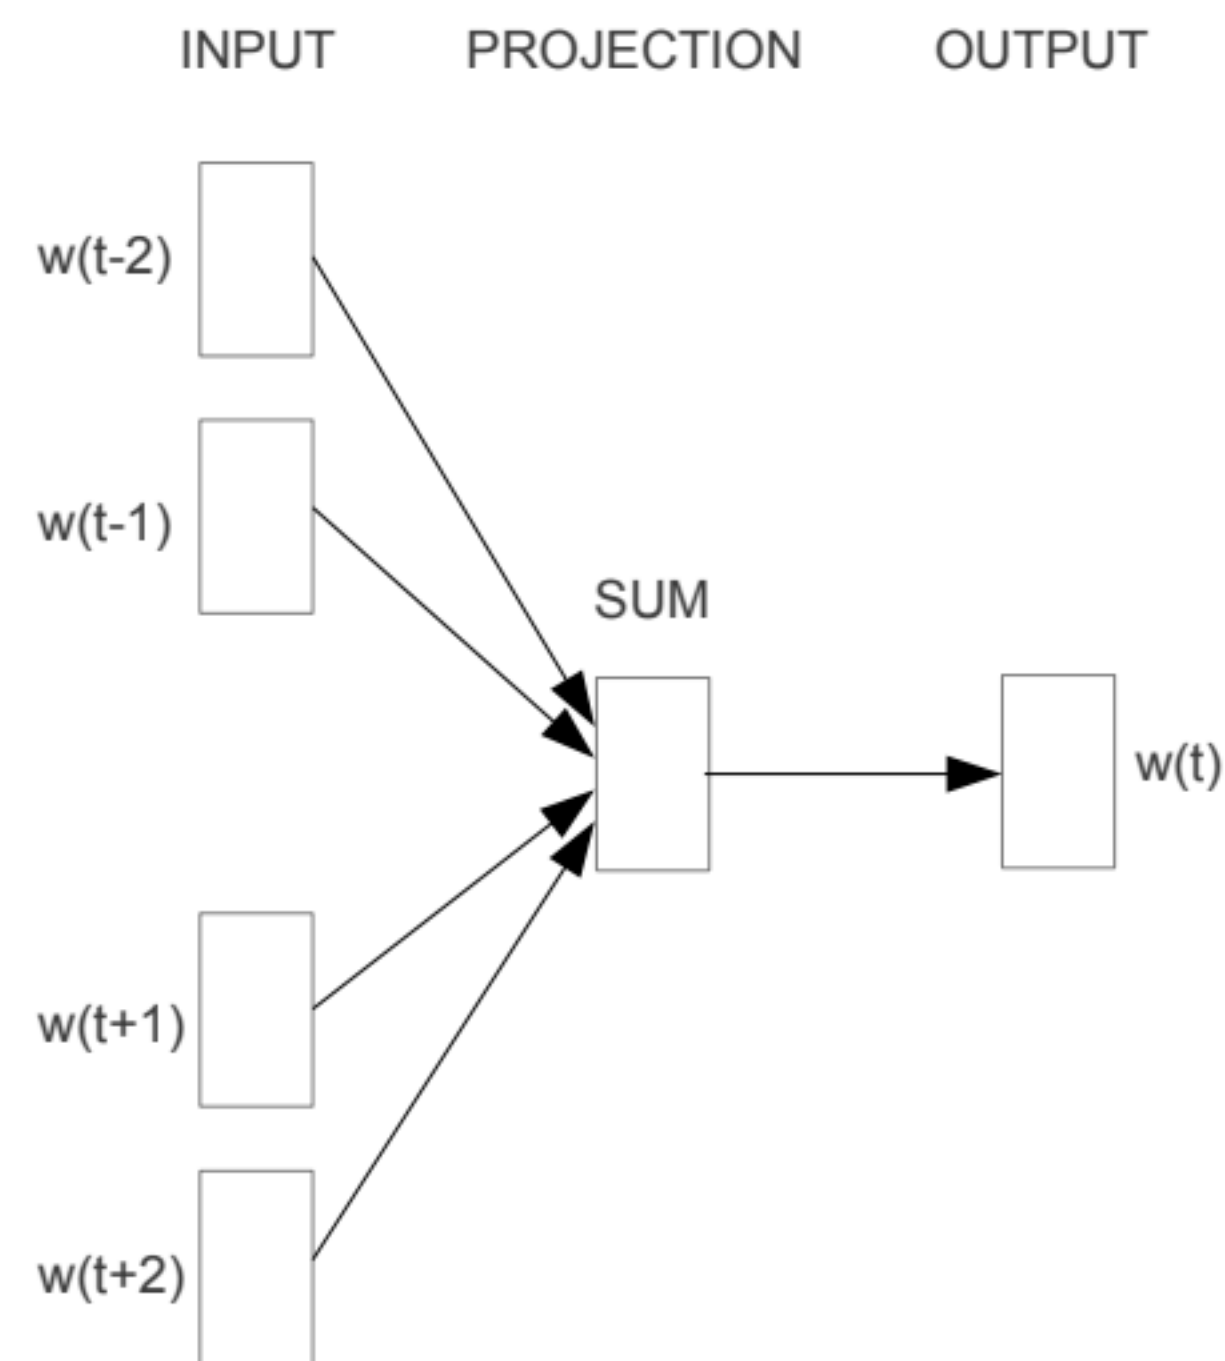 INPUT PROJECTION OUTPUT
w(t-2)
w(t-1)
SUM
w(t)
w(t+1)
w(t+2)